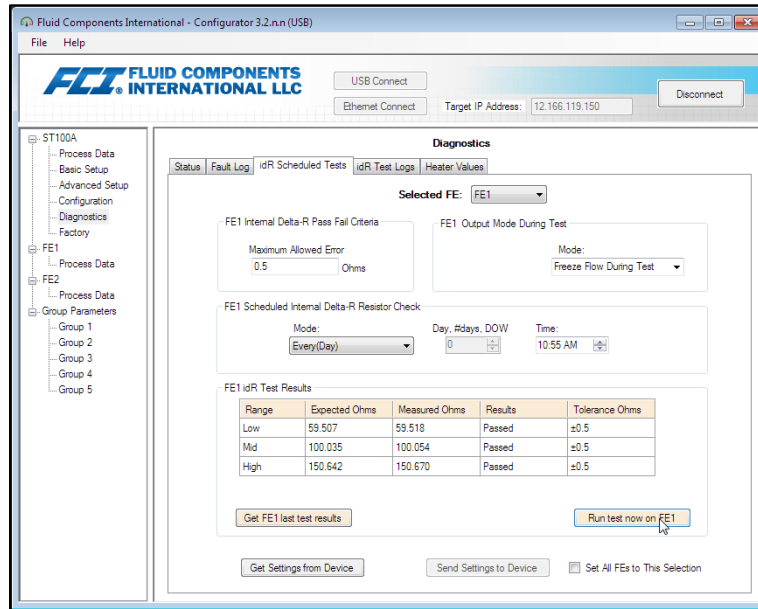 Fluid Components International - Configurator 3.2.n.n (USB)
File Help
FCI. FLUID COMPONENTS
INTERNATIONAL LLC
USB Connect
Ethernet Connect Target IP Address: 12.166.119.150
Disconnect
ST100A
Process Data
Basic Setup
Advanced Setup
Configuration
Diagnostics
Factory
FE1
Process Data
FE2
Process Data
Group Parameters
Group 1
Group 2
Group 3
Group 4
Group 5
Diagnostics
Status Fault Log idR Scheduled Tests idR Test Logs Heater Values
Selected FE: FE1
FE1 Internal Delta-R Pass Fail Criteria
Maximum Allowed Error
0.5 Ohms
FE1 Output Mode During Test
Mode:
Freeze Flow During Test
FE1 Scheduled Internal Delta-R Resistor Check
Mode: Day, #days, DOW Time:
Every(Day) 0 10:55 AM
FE1 idR Test Results
Range Expected Ohms Measured Ohms Results Tolerance Ohms
Low 59.507 59.518 Passed ±0.5
Mid 100.035 100.054 Passed ±0.5
High 150.642 150.670 Passed ±0.5
Get FE1 last test results Run test now on FE1
Get Settings from Device Send Settings to Device Set All FEs to This Selection